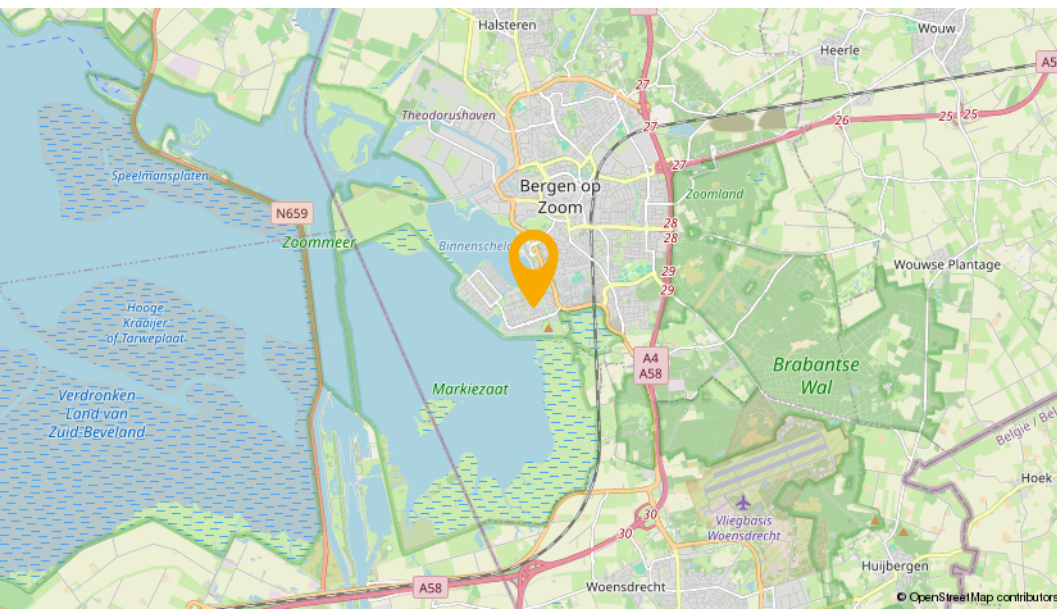 Halsteren
Wouw
Heerle
A5
27
Theodorushaven
27
26
25
25
27
Speelmansplaten
Bergen op
Zoom
Zoomland
N659
28
Zoommeer
28
Wouwse Plantage
29
29
Hooge
Kraaijer
of Tarweplaat
A4
A58
Brabantse
Wal
Markiezaat
Verdronken
Land van
Zuid-Beveland
België / Bel
Hoek
30
Vliegbasis
Woensdrecht
30
Huijbergen
A58
Woensdrecht
© OpenStreetMap contributors